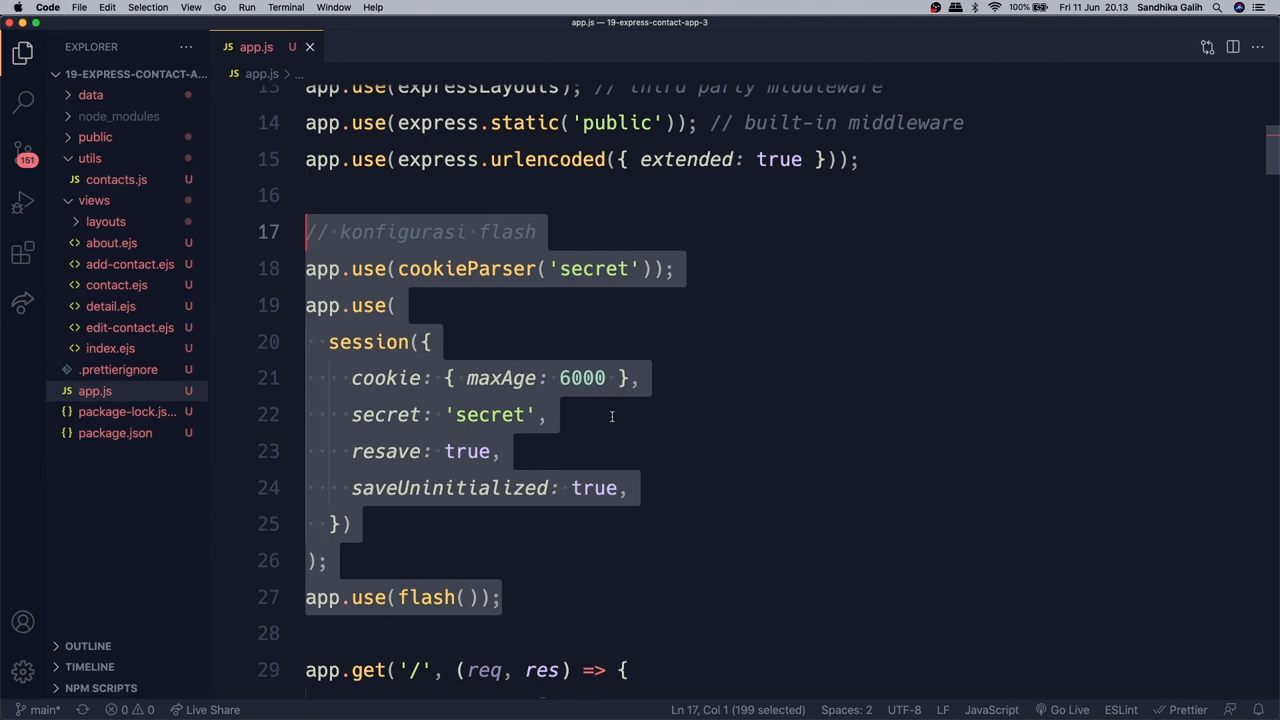 Code File Edit Selection View Go Run Terminal Window Help 100% Fri 11 Jun 20.13 Sandhika Galih
app.js — 19-express-contact-app-3
EXPLORER
19-EXPRESS-CONTACT-A...
data
node_modules
public
utils
contacts.js U
views
layouts
about.ejs U
add-contact.ejs U
contact.ejs U
detail.ejs U
edit-contact.ejs U
index.ejs U
.prettierignore U
app.js U
package-lock.js... U
package.json U
OUTLINE
TIMELINE
NPM SCRIPTS
151
app.js U
app.js > ...
13 app.use(expressLayouts); // third party middleware
14 app.use(express.static('public')); // built-in middleware
15 app.use(express.urlencoded({ extended: true }));
16
17 // konfigurasi flash
18 app.use(cookieParser('secret'));
19 app.use(
20 session({
21 cookie: { maxAge: 6000 },
22 secret: 'secret',
23 resave: true,
24 saveUninitialized: true,
25 })
26 );
27 app.use(flash());
28
29 app.get('/', (req, res) => {
main* 0 0 Live Share Ln 17, Col 1 (199 selected) Spaces: 2 UTF-8 LF JavaScript Go Live ESLint Prettier